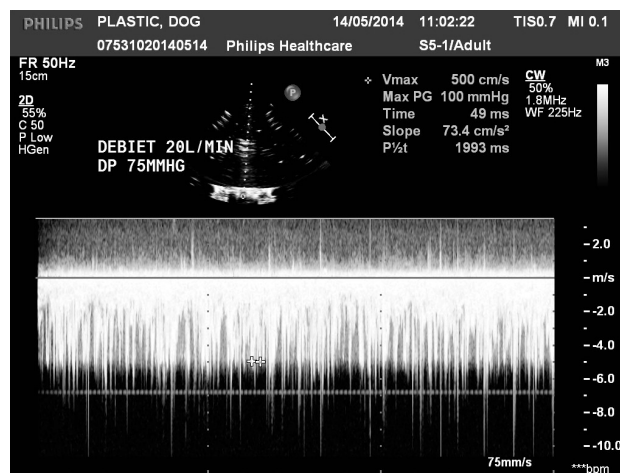 PHILIPS PLASTIC, DOG 14/05/2014 11:02:22 TIS0.7 MI 0.1
07531020140514 Philips Healthcare S5-1/Adult
FR 50Hz
15cm
2D
55%
C 50
P Low
HGen
P
DEBIET 20L/MIN
DP 75MMHG
Vmax 500 cm/s
Max PG 100 mmHg
Time 49 ms
Slope 73.4 cm/s²
P½t 1993 ms
CW
50%
1.8MHz
WF 225Hz
M3
2.0
m/s
-2.0
-4.0
-6.0
-8.0
-10.0
75mm/s
***bpm